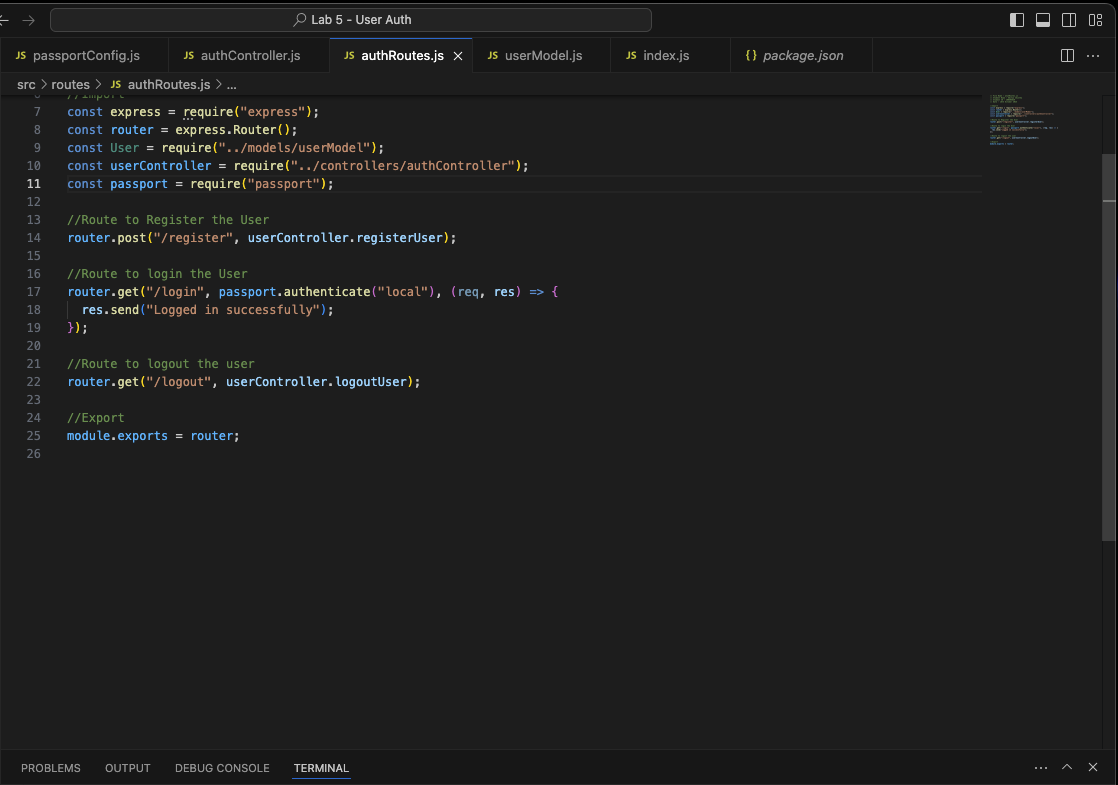 Lab 5 - User Auth
JS passportConfig.js JS authController.js JS authRoutes.js JS userModel.js JS index.js {} package.json
src > routes > JS authRoutes.js > ...
6 //Import
7 const express = require("express");
8 const router = express.Router();
9 const User = require("../models/userModel");
10 const userController = require("../controllers/authController");
11 const passport = require("passport");
12
13 //Route to Register the User
14 router.post("/register", userController.registerUser);
15
16 //Route to login the User
17 router.get("/login", passport.authenticate("local"), (req, res) => {
18 res.send("Logged in successfully");
19 });
20
21 //Route to logout the user
22 router.get("/logout", userController.logoutUser);
23
24 //Export
25 module.exports = router;
26
PROBLEMS OUTPUT DEBUG CONSOLE TERMINAL